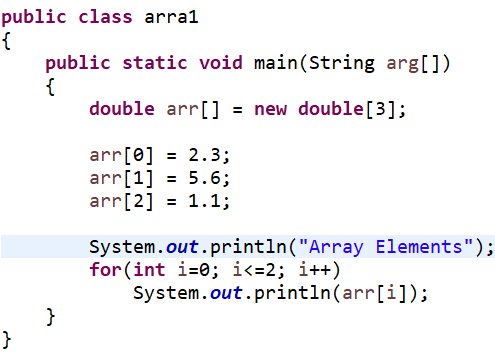 public class arra1
{
    public static void main(String arg[])
    {
        double arr[] = new double[3];

        arr[0] = 2.3;
        arr[1] = 5.6;
        arr[2] = 1.1;

        System.out.println("Array Elements");
        for(int i=0; i<=2; i++)
            System.out.println(arr[i]);
    }
}